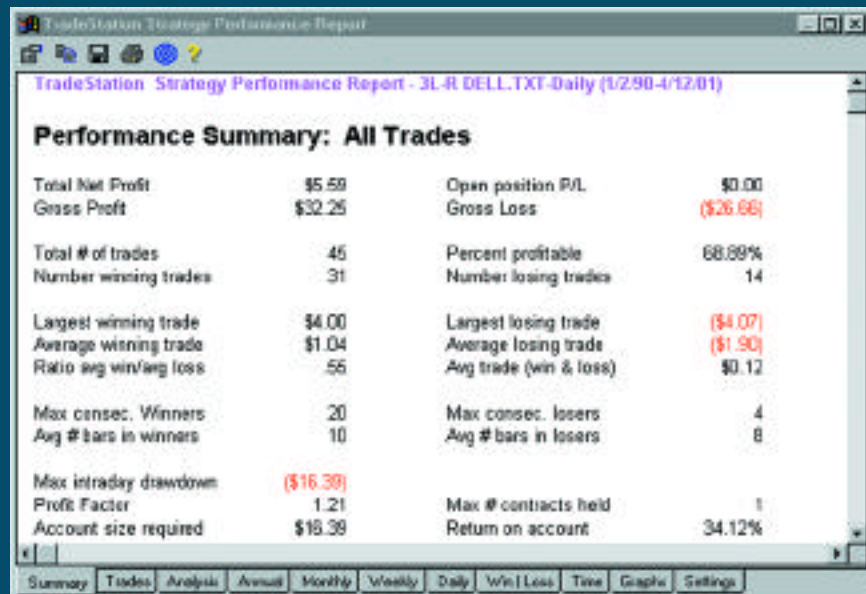 TradeStation Strategy Performance Report
TradeStation Strategy Performance Report - 3L-R DELL.TXT-Daily (1/2/90-4/12/01)
Performance Summary: All Trades
Total Net Profit $5.59 Open position P/L $0.00
Gross Profit $32.25 Gross Loss ($26.66)
Total # of trades 45 Percent profitable 68.89%
Number winning trades 31 Number losing trades 14
Largest winning trade $4.00 Largest losing trade ($4.07)
Average winning trade $1.04 Average losing trade ($1.90)
Ratio avg win/avg loss .55 Avg trade (win & loss) $0.12
Max consec. Winners 20 Max consec. losers 4
Avg # bars in winners 10 Avg # bars in losers 8
Max intraday drawdown ($16.39)
Profit Factor 1.21 Max # contracts held 1
Account size required $16.39 Return on account 34.12%
Summary Trades Analysis Annual Monthly Weekly Daily Win | Loss Time Graphs Settings